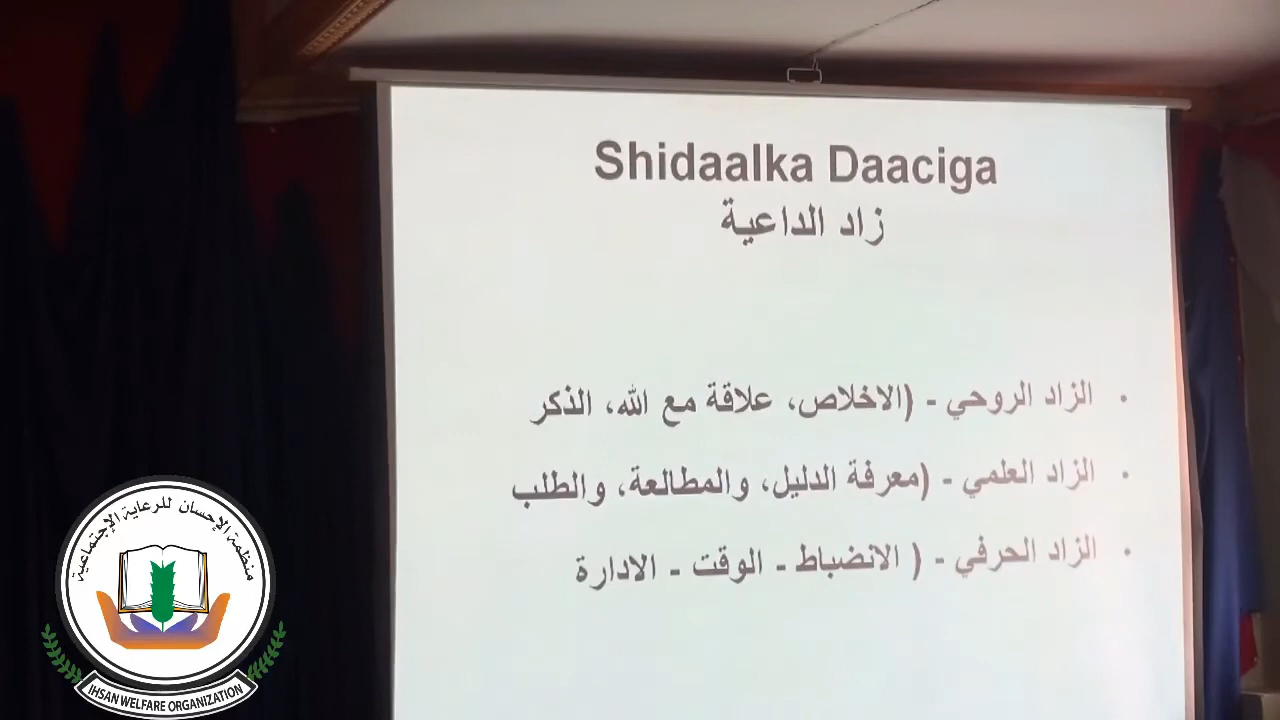 Shidaalka Daaciga
زاد الداعية
• الزاد الروحي - (الاخلاص، علاقة مع الله، الذكر
• الزاد العلمي - (معرفة الدليل، والمطالعة، والطلب
• الزاد الحرفي - ( الانضباط - الوقت - الادارة
منظمة الإحسان للرعاية الإجتماعية
IHSAN WELFARE ORGANIZATION